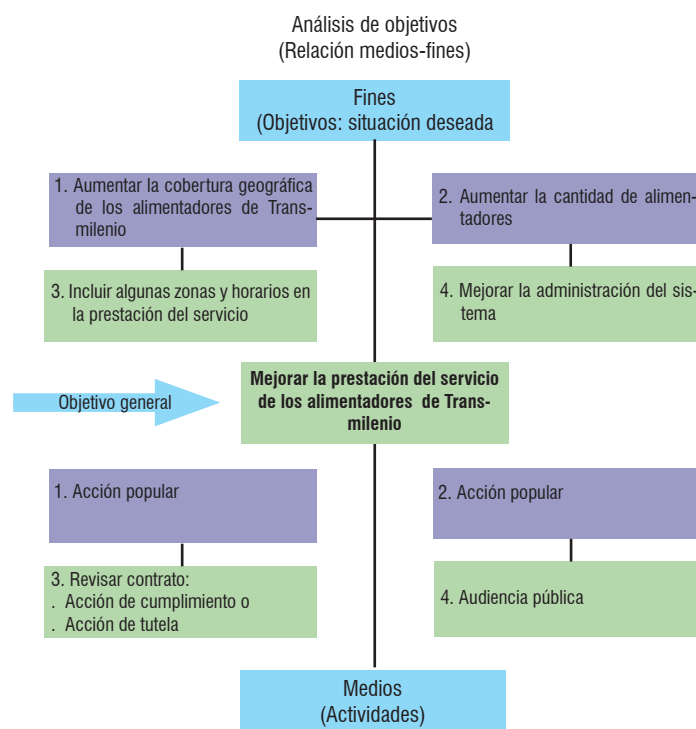 Análisis de objetivos
(Relación medios-fines)
Fines
(Objetivos: situación deseada
1. Aumentar la cobertura geográfica
de los alimentadores de Trans-
milenio
2. Aumentar la cantidad de alimen-
tadores
3. Incluir algunas zonas y horarios en
la prestación del servicio
4. Mejorar la administración del sis-
tema
Objetivo general
Mejorar la prestación del servicio
de los alimentadores de Trans-
milenio
1. Acción popular
2. Acción popular
3. Revisar contrato:
. Acción de cumplimiento o
. Acción de tutela
4. Audiencia pública
Medios
(Actividades)